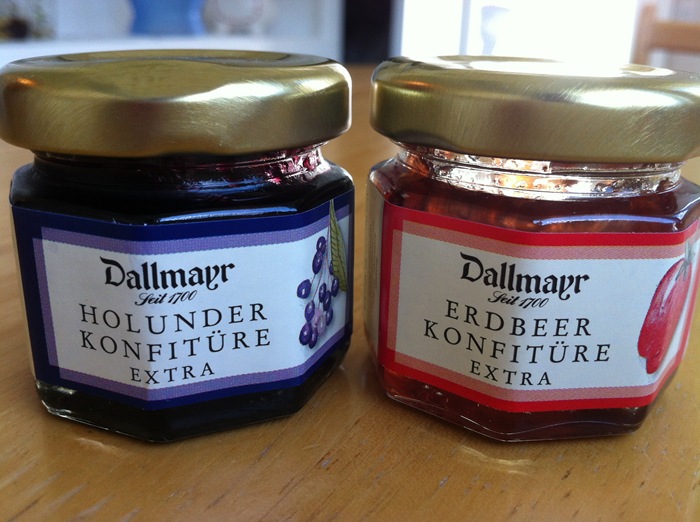 Dallmayr
Seit 1700
HOLUNDER
KONFITÜRE
EXTRA
Dallmayr
Seit 1700
ERDBEER
KONFITÜRE
EXTRA